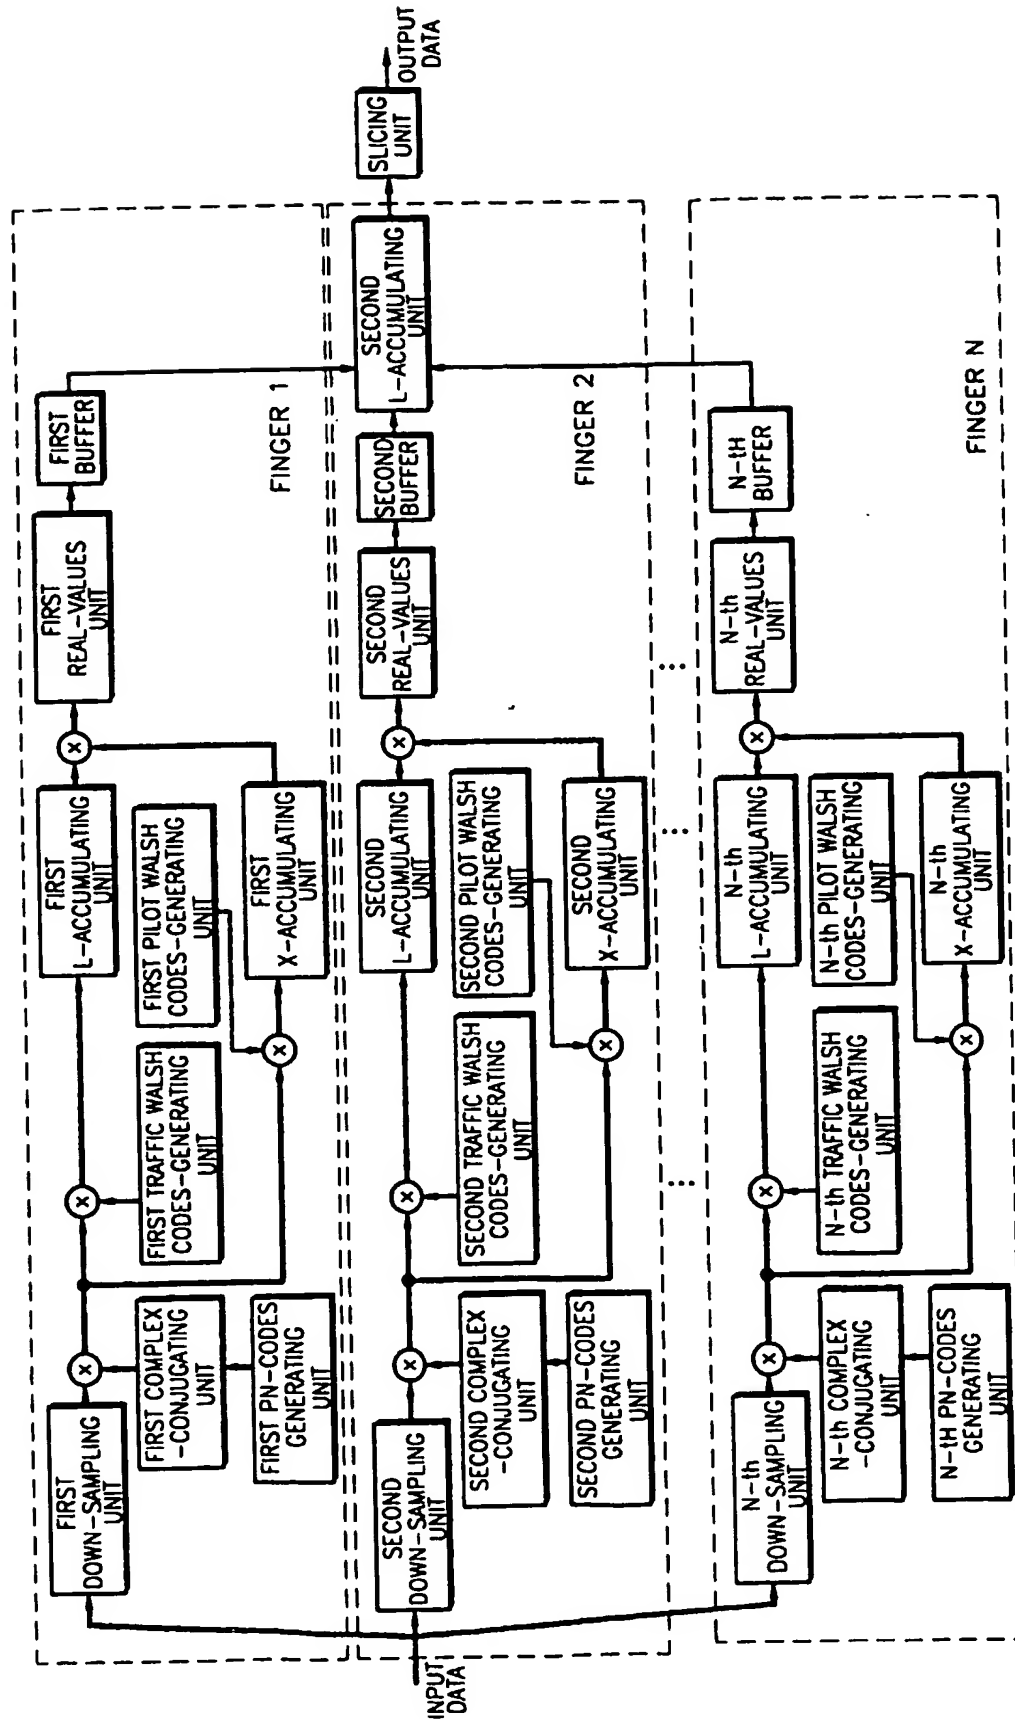 INPUT
DATA
FIRST
DOWN-SAMPLING
UNIT
FIRST COMPLEX
-CONJUGATING
UNIT
FIRST PN-CODES
GENERATING
UNIT
X
FIRST TRAFFIC WALSH
CODES-GENERATING
UNIT
X
FIRST PILOT WALSH
CODES-GENERATING
UNIT
X
FIRST
L-ACCUMULATING
UNIT
FIRST
X-ACCUMULATING
UNIT
X
FIRST
REAL-VALUES
UNIT
FIRST
BUFFER
FINGER 1
SECOND
DOWN-SAMPLING
UNIT
SECOND COMPLEX
-CONJUGATING
UNIT
SECOND PN-CODES
GENERATING
UNIT
X
SECOND TRAFFIC WALSH
CODES-GENERATING
UNIT
X
SECOND PILOT WALSH
CODES-GENERATING
UNIT
X
SECOND
L-ACCUMULATING
UNIT
SECOND
X-ACCUMULATING
UNIT
X
SECOND
REAL-VALUES
UNIT
SECOND
BUFFER
SECOND
L-ACCUMULATING
UNIT
SLICING
UNIT
OUTPUT
DATA
FINGER 2
...
...
...
N-th
DOWN-SAMPLING
UNIT
N-th COMPLEX
-CONJUGATING
UNIT
N-TH PN-CODES
GENERATING
UNIT
X
N-th TRAFFIC WALSH
CODES-GENERATING
UNIT
X
N-th PILOT WALSH
CODES-GENERATING
UNIT
X
N-th
L-ACCUMULATING
UNIT
N-th
X-ACCUMULATING
UNIT
X
N-th
REAL-VALUES
UNIT
N-th
BUFFER
FINGER N